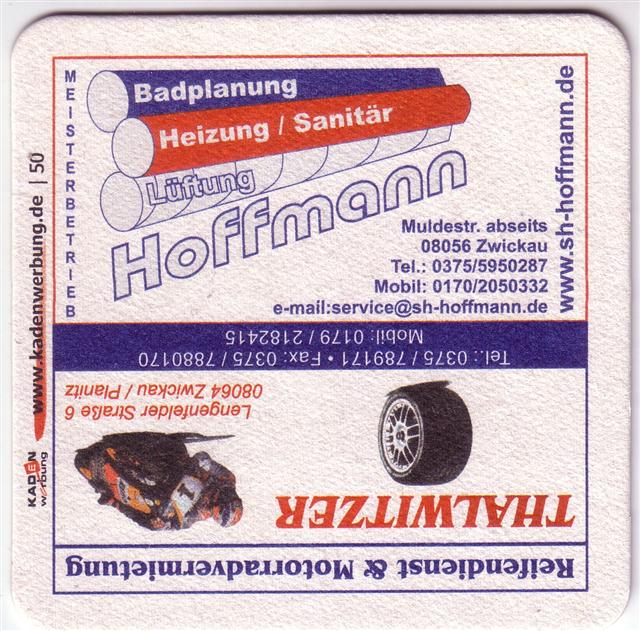 MEISTERBETRIEB
Badplanung
Heizung / Sanitär
Lüftung
Hoffmann
Muldestr. abseits
08056 Zwickau
Tel.: 0375/5950287
Mobil: 0170/2050332
e-mail:service@sh-hoffmann.de
www.sh-hoffmann.de
Reifendienst & Motorradvermietung
THALWITZER
1
Lengenfelder Straße 6
08064 Zwickau / Planitz
Tel.: 0375 / 789171 • Fax: 0375 / 7880170
Mobil: 0179 / 2182415
KADEN
werbung
www.kadenwerbung.de | 50